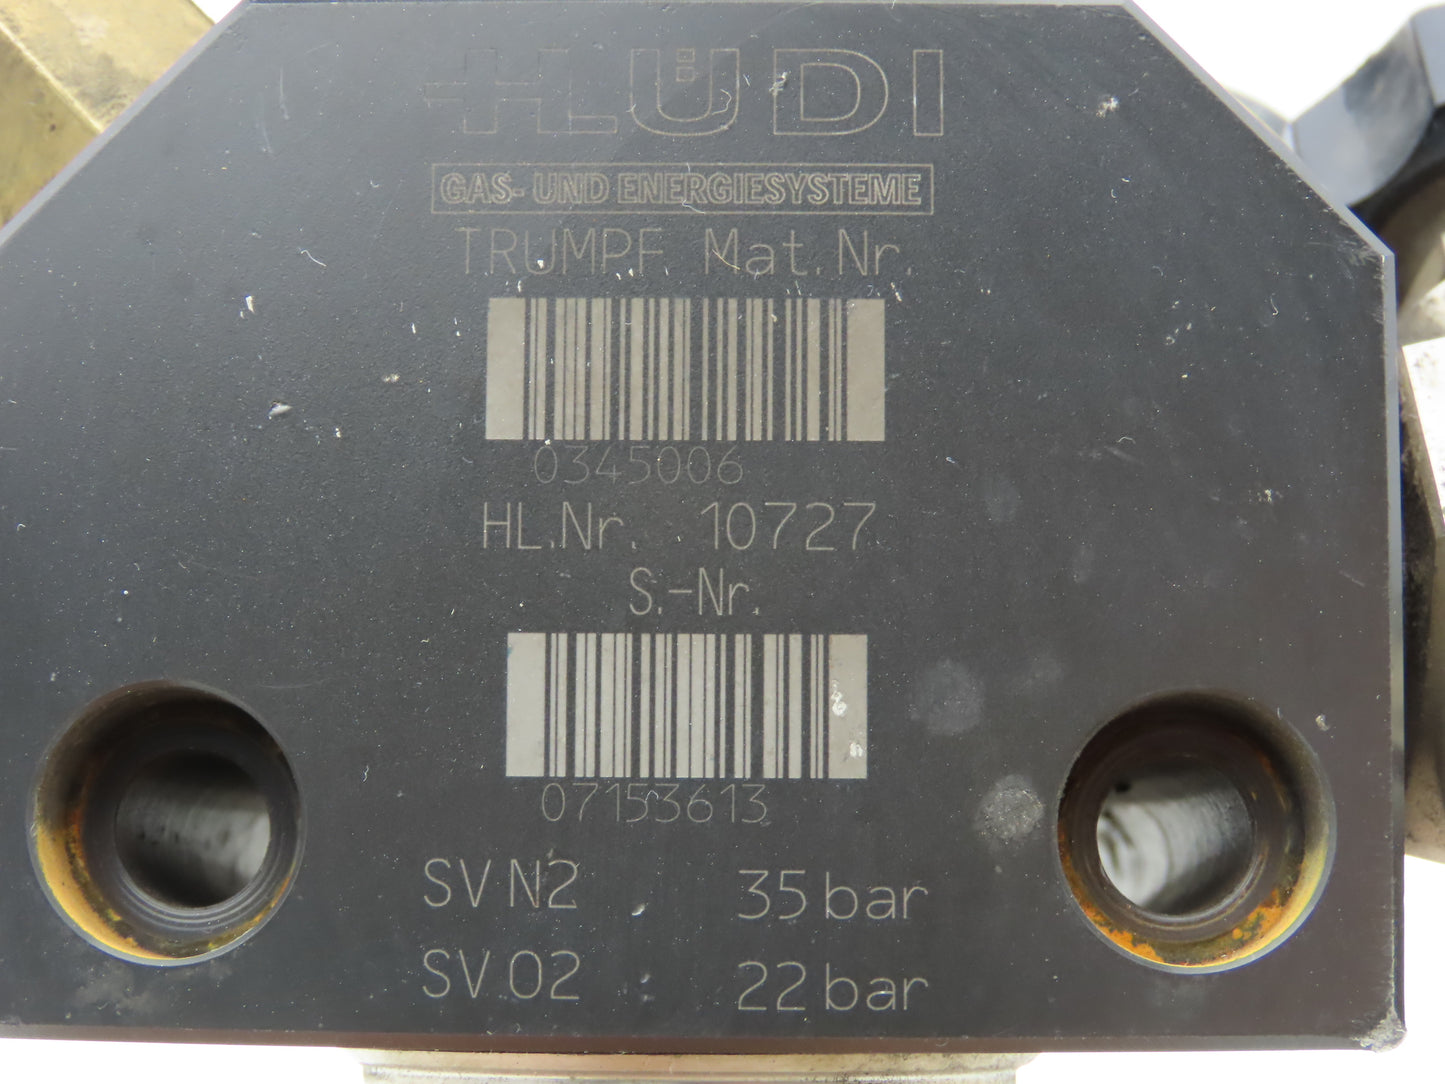 HLÜDI
GAS- UND ENERGIESYSTEME
TRUMPF Mat.Nr.
0345006
HL.Nr. 10727
S.-Nr.
07153613
SV N2 35 bar
SV O2 22 bar